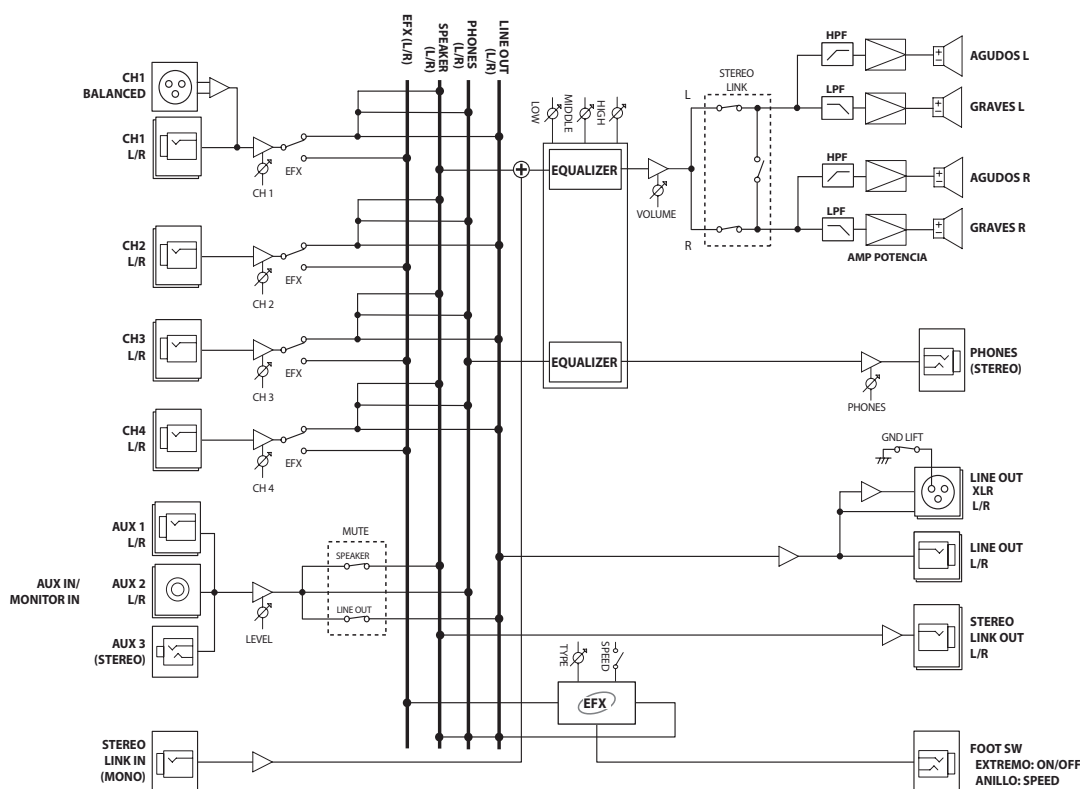 EFX (L/R)
SPEAKER
(L/R)
PHONES
(L/R)
LINE OUT
(L/R)
CH1
BALANCED
CH1
L/R
EFX
CH 1
CH2
L/R
EFX
CH 2
CH3
L/R
EFX
CH 3
CH4
L/R
EFX
CH 4
AUX IN/
MONITOR IN
AUX 1
L/R
AUX 2
L/R
AUX 3
(STEREO)
LEVEL
MUTE
SPEAKER
LINE OUT
STEREO
LINK IN
(MONO)
LOW
MIDDLE
HIGH
EQUALIZER
EQUALIZER
VOLUME
L
R
STEREO
LINK
HPF
AGUDOS L
LPF
GRAVES L
HPF
AGUDOS R
LPF
GRAVES R
AMP POTENCIA
PHONES
PHONES
(STEREO)
GND LIFT
LINE OUT
XLR
L/R
LINE OUT
L/R
STEREO
LINK OUT
L/R
TYPE
SPEED
EFX
FOOT SW
EXTREMO: ON/OFF
ANILLO: SPEED